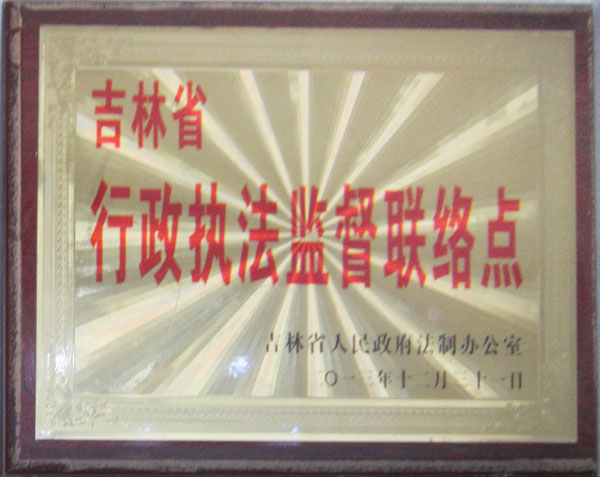 吉林省
行政执法监督联络点
吉林省人民政府法制办公室
二〇一三年十二月三十一日